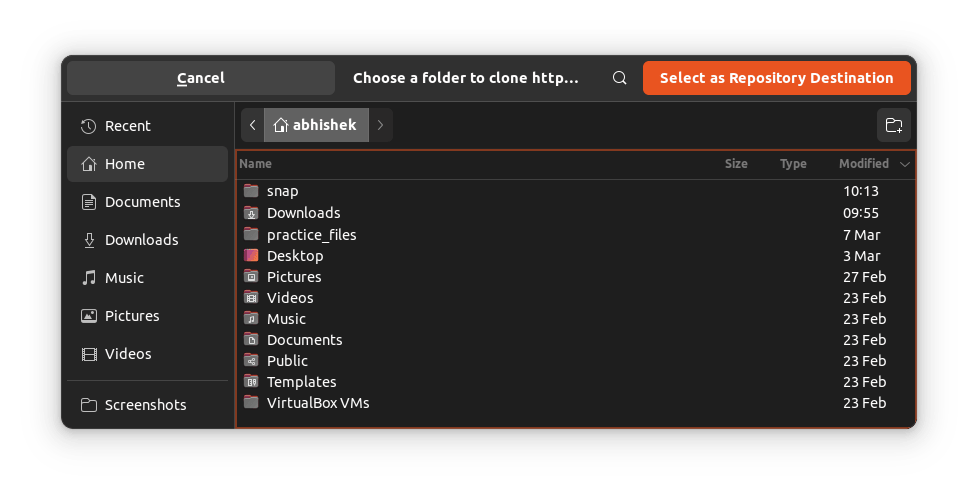 Cancel Choose a folder to clone http... Select as Repository Destination
Recent
Home
Documents
Downloads
Music
Pictures
Videos
Screenshots
abhishek
Name Size Type Modified
snap 10:13
Downloads 09:55
practice_files 7 Mar
Desktop 3 Mar
Pictures 27 Feb
Videos 23 Feb
Music 23 Feb
Documents 23 Feb
Public 23 Feb
Templates 23 Feb
VirtualBox VMs 23 Feb